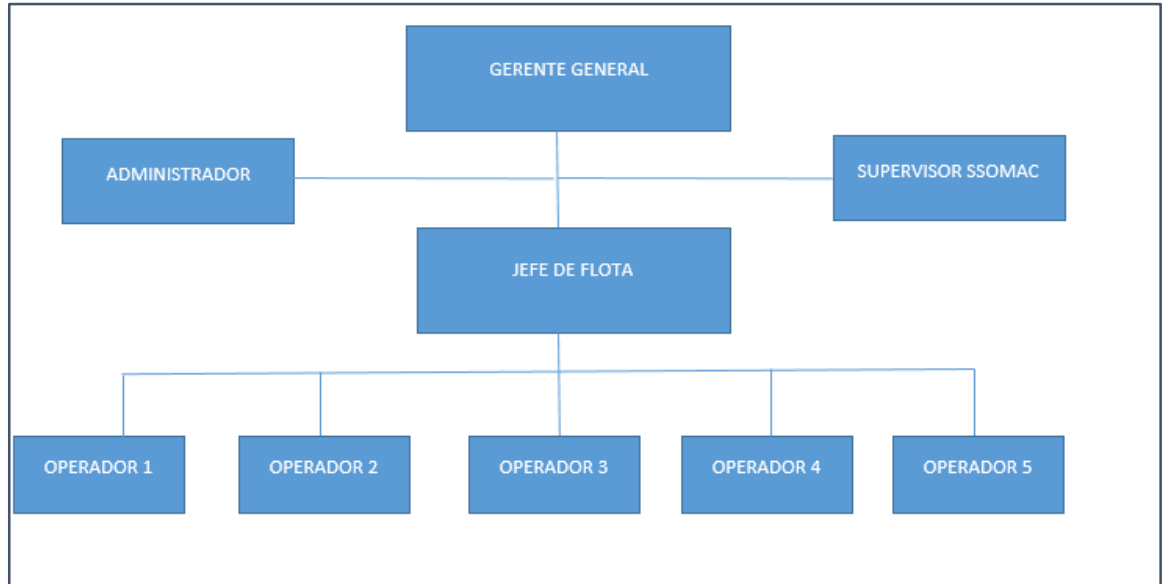 GERENTE GENERAL
ADMINISTRADOR
SUPERVISOR SSOMAC
JEFE DE FLOTA
OPERADOR 1
OPERADOR 2
OPERADOR 3
OPERADOR 4
OPERADOR 5